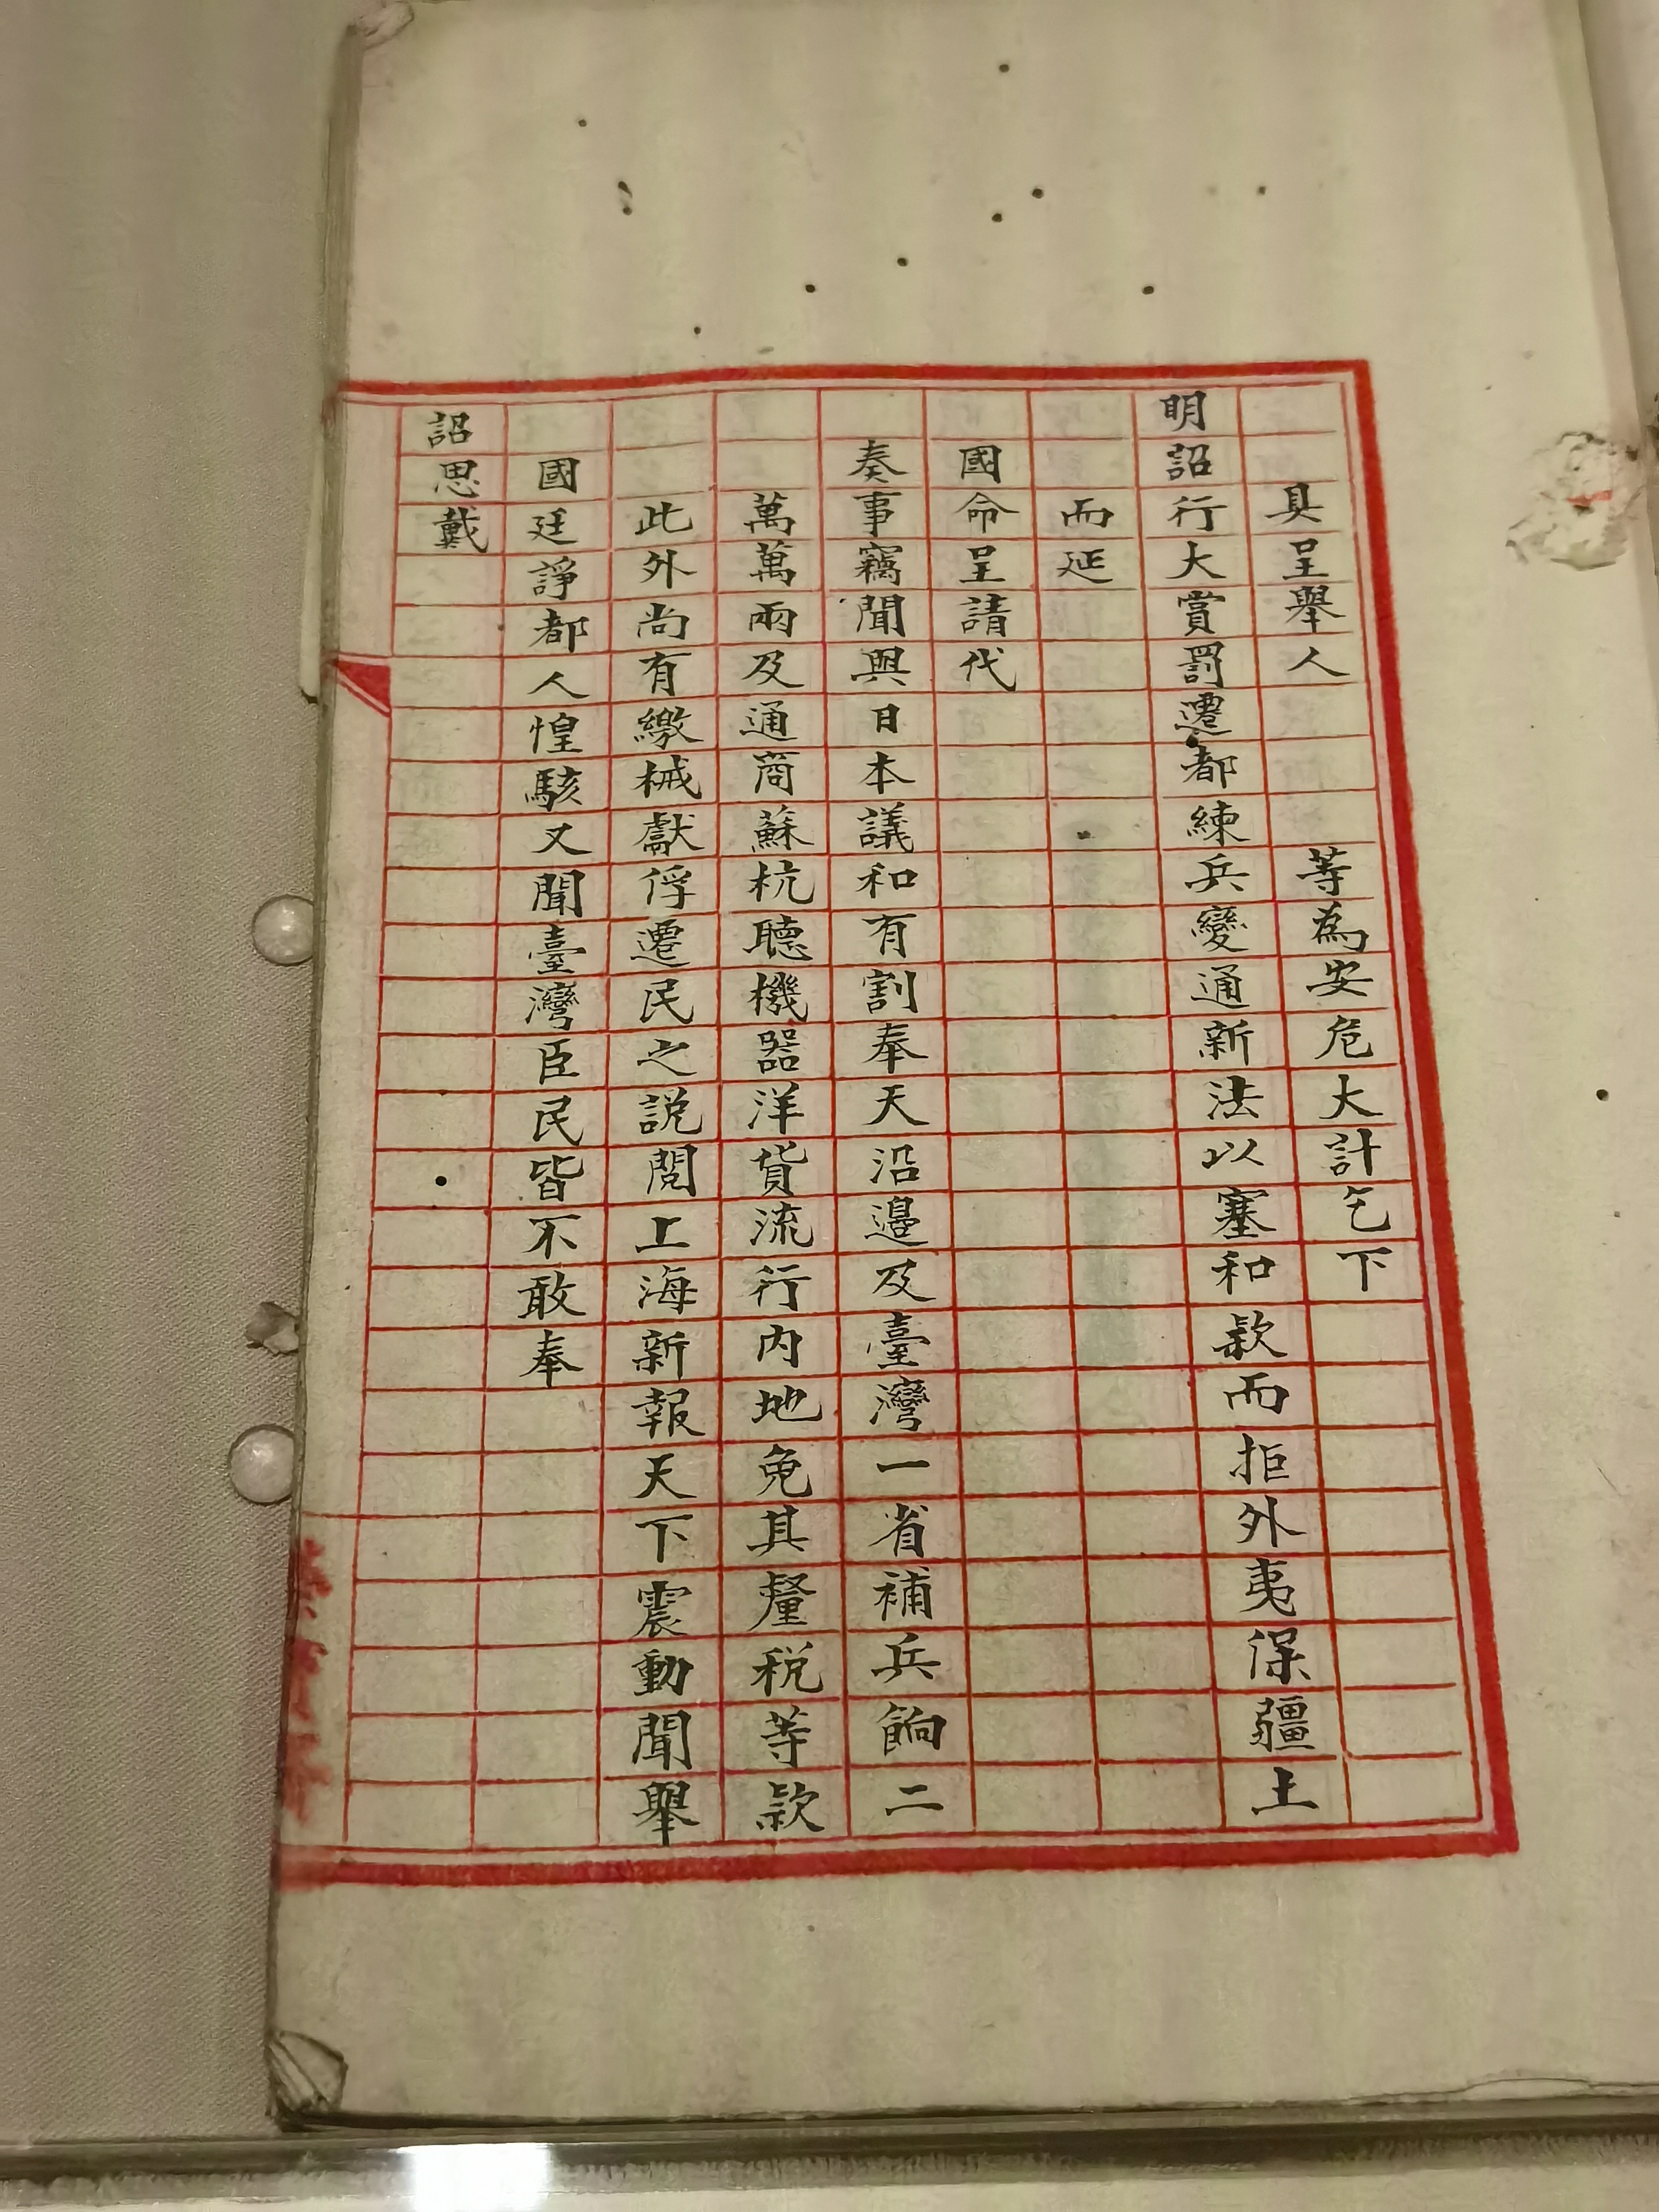 具呈舉人 等為安危大計乞下
明詔行大賞罰遷都練兵變通新法以塞和款而拒外夷保疆土
而延
國命呈請代
奏事竊聞與日本議和有割奉天沿邊及臺灣一省補兵餉二
萬萬兩及通商蘇杭聽機器洋貨流行內地免其釐税等款
此外尚有繳械獻俘遷民之説閲上海新報天下震動聞舉
國廷諍都人惶駭又聞臺灣臣民皆不敢奉
詔思戴